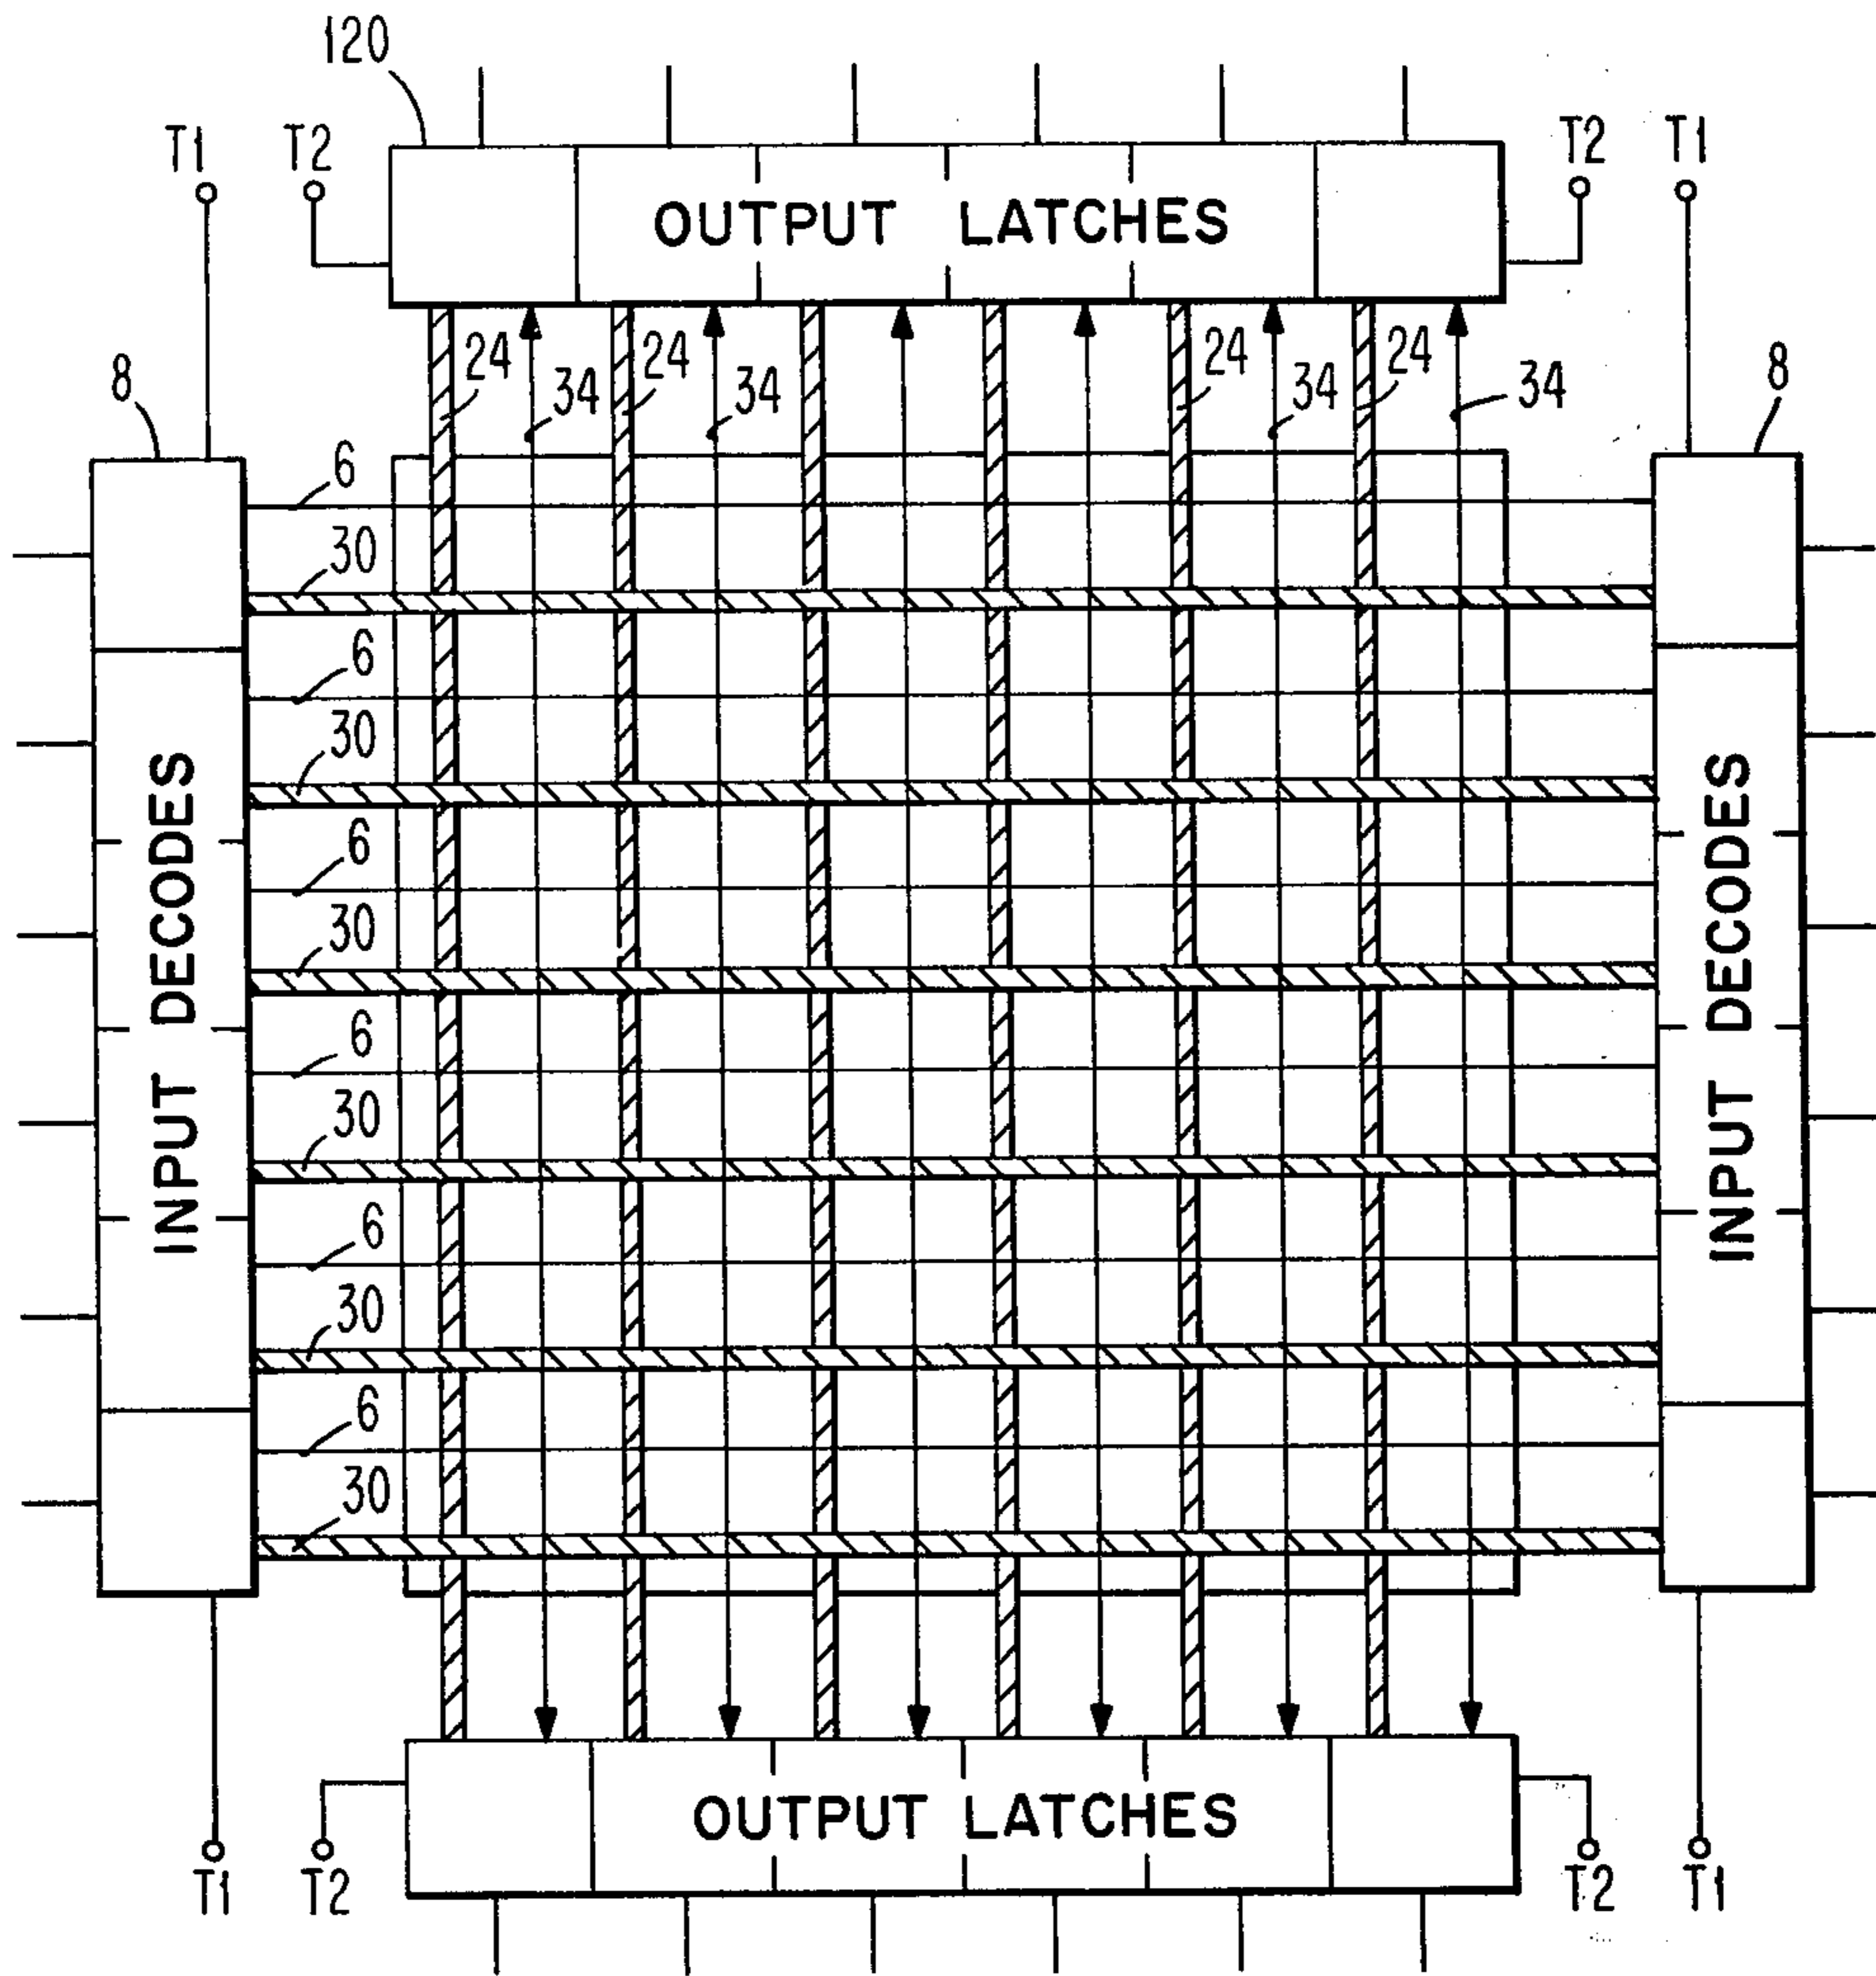 120
T1 T2 T2 T1
OUTPUT LATCHES
24 24 24 24
8 34 34 34 34 8
6
30
6
30
6
30
6
30
6
30
6
30
INPUT DECODES
INPUT DECODES
OUTPUT LATCHES
T1 T2 T2 T1